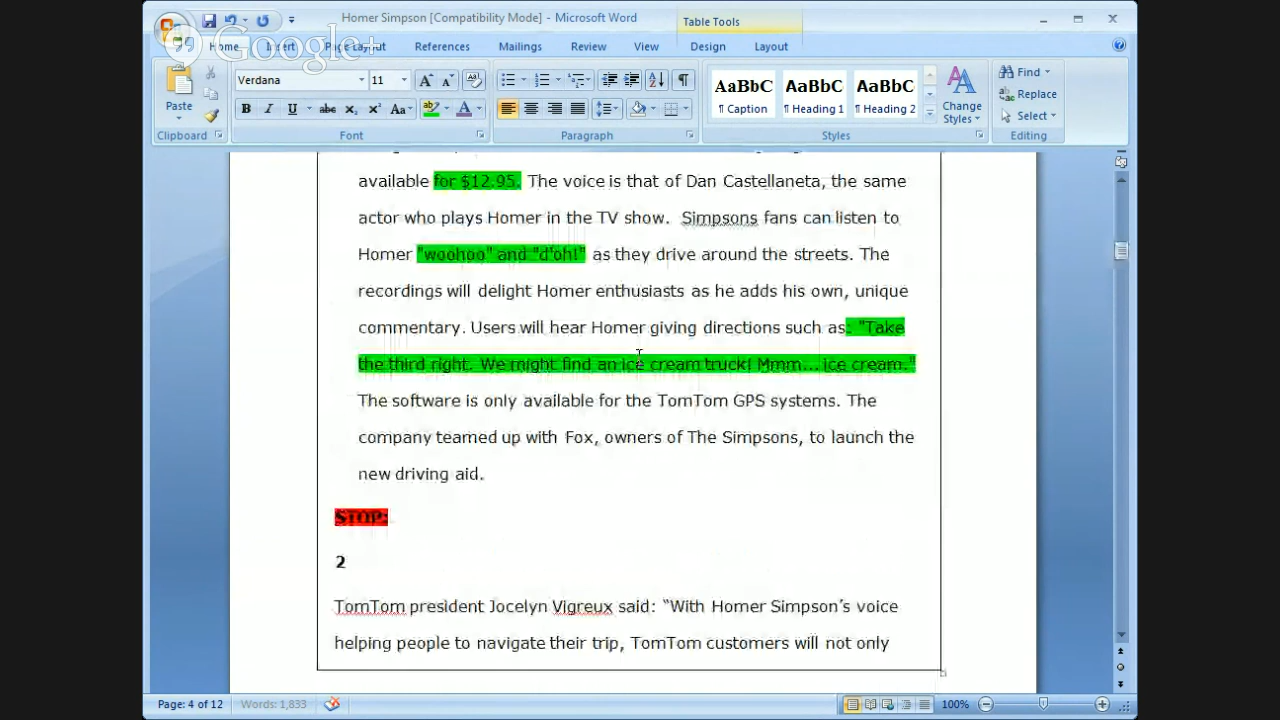 Homer Simpson [Compatibility Mode] - Microsoft Word
Table Tools
Google+
Home Insert Page Layout References Mailings Review View Design Layout
Verdana 11
AaBbC AaBbC AaBbC
Paste
¶ Caption ¶ Heading 1 ¶ Heading 2
Change Styles
Find
Replace
Select
Clipboard Font Paragraph Styles Editing
available for $12.95. The voice is that of Dan Castellaneta, the same
actor who plays Homer in the TV show. Simpsons fans can listen to
Homer "woohoo" and "d'oh!" as they drive around the streets. The
recordings will delight Homer enthusiasts as he adds his own, unique
commentary. Users will hear Homer giving directions such as: "Take
the third right. We might find an ice cream truck! Mmm... ice cream."
The software is only available for the TomTom GPS systems. The
company teamed up with Fox, owners of The Simpsons, to launch the
new driving aid.
STOP:
2
TomTom president Jocelyn Vigreux said: “With Homer Simpson’s voice
helping people to navigate their trip, TomTom customers will not only
Page: 4 of 12 Words: 1,833 100%